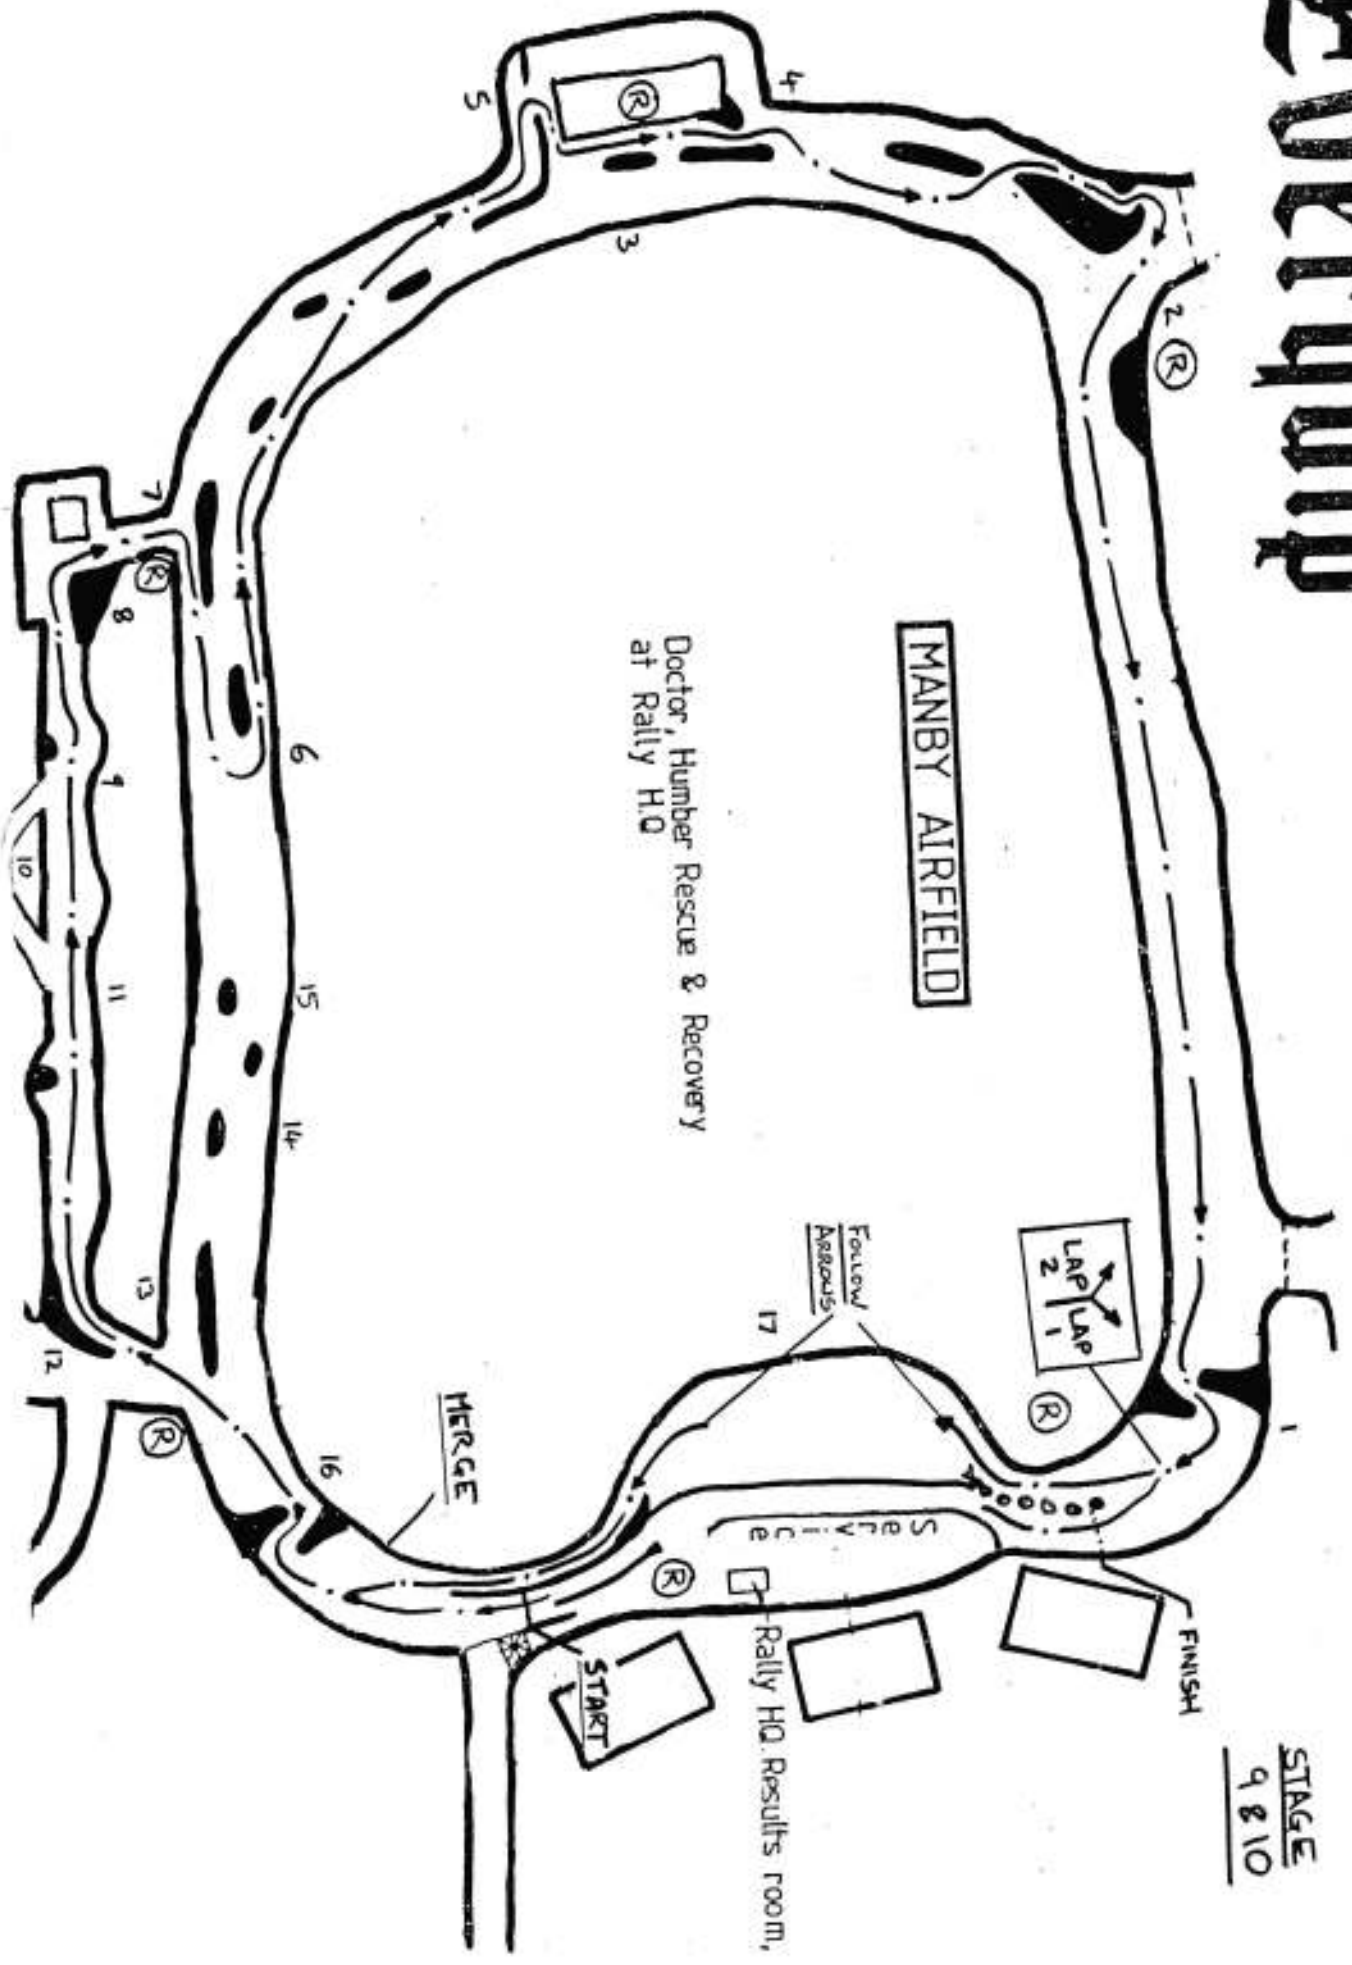 STAGE
9 & 10
FINISH
1
2
R
LAP
2
LAP
1
R
MANBY AIRFIELD
FOLLOW
ARROWS
17
Service
Rally HQ. Results room,
R
Doctor, Humber Rescue & Recovery
at Rally H.Q
4
R
3
5
START
MERGE
16
6
15
14
7
R
8
9
10
11
13
12
R